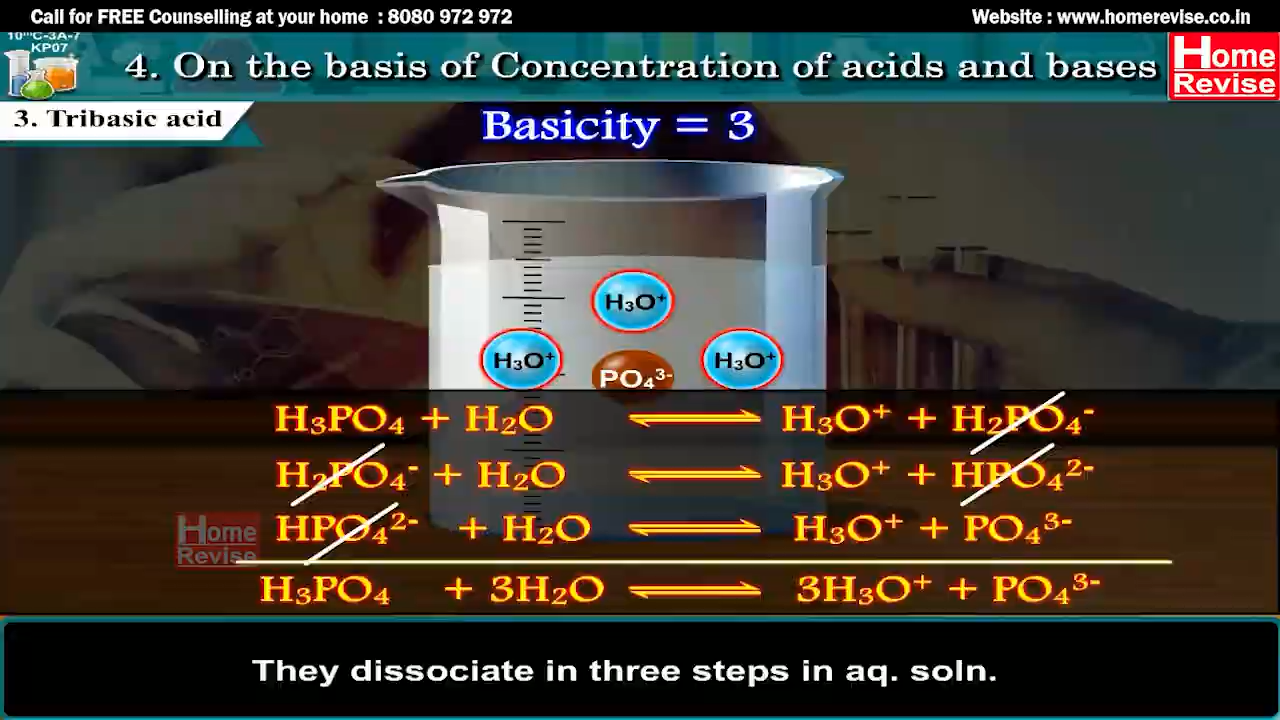 Call for FREE Counselling at your home : 8080 972 972
Website : www.homerevise.co.in
10ᵗʰC-3A-7
KP07
4. On the basis of Concentration of acids and bases
Home
Revise
3. Tribasic acid
Basicity = 3
H₃O⁺
H₃O⁺ PO₄³⁻ H₃O⁺
H₃PO₄ + H₂O ⇌ H₃O⁺ + H₂PO₄⁻
H₂PO₄⁻ + H₂O ⇌ H₃O⁺ + HPO₄²⁻
HPO₄²⁻ + H₂O ⇌ H₃O⁺ + PO₄³⁻
Home
Revise
H₃PO₄ + 3H₂O ⇌ 3H₃O⁺ + PO₄³⁻
They dissociate in three steps in aq. soln.